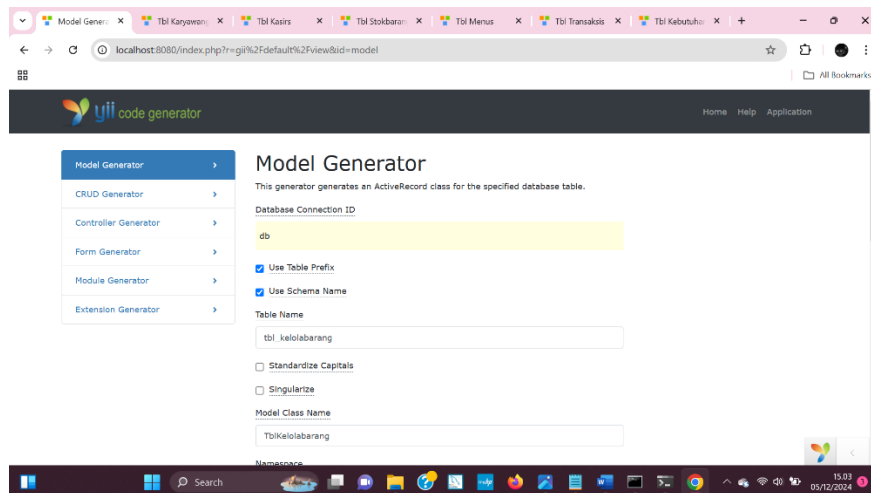 Model Genera
Tbl Karyawang
Tbl Kasirs
Tbl Stokbaran
Tbl Menus
Tbl Transaksis
Tbl Kebutuha
localhost:8080/index.php?r=gii%2Fdefault%2Fview&id=model
All Bookmarks
yii code generator
Home Help Application
Model Generator
CRUD Generator
Controller Generator
Form Generator
Module Generator
Extension Generator
Model Generator
This generator generates an ActiveRecord class for the specified database table.
Database Connection ID
db
Use Table Prefix
Use Schema Name
Table Name
tbl_kelolabarang
Standardize Capitals
Singularize
Model Class Name
TblKelolabarang
Namespace
Search
15.03
05/12/2024
1